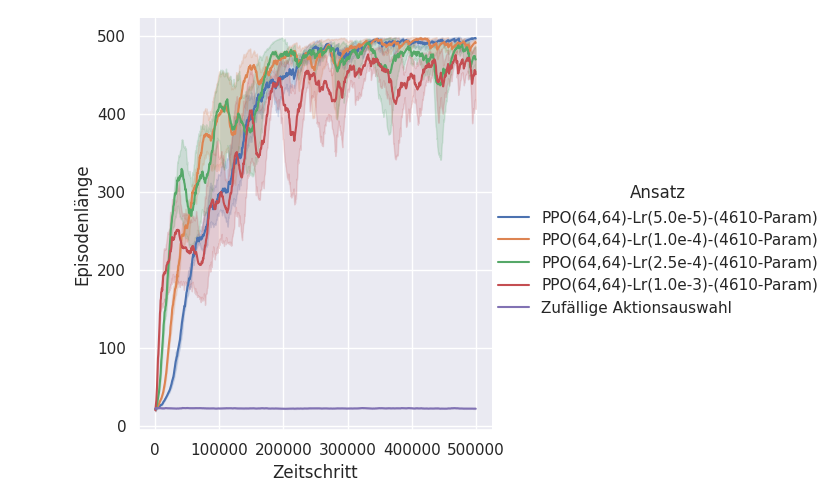 500
400
300
200
100
0
Episodenlänge
0
100000
200000
300000
400000
500000
Zeitschritt
Ansatz
PPO(64,64)-Lr(5.0e-5)-(4610-Param)
PPO(64,64)-Lr(1.0e-4)-(4610-Param)
PPO(64,64)-Lr(2.5e-4)-(4610-Param)
PPO(64,64)-Lr(1.0e-3)-(4610-Param)
Zufällige Aktionsauswahl